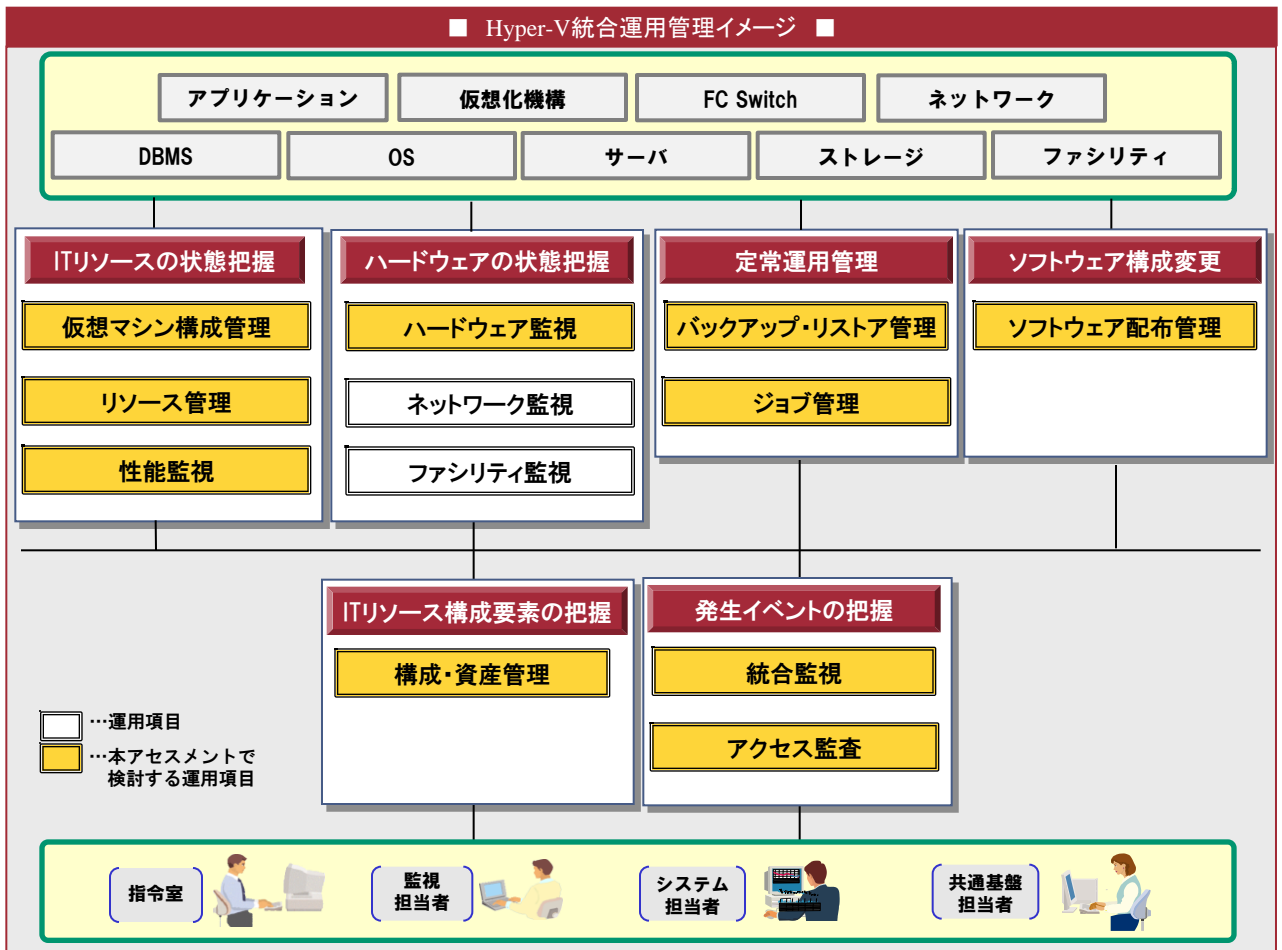 ■ Hyper-V統合運用管理イメージ ■
アプリケーション
仮想化機構
FC Switch
ネットワーク
DBMS
OS
サーバ
ストレージ
ファシリティ
ITリソースの状態把握
仮想マシン構成管理
リソース管理
性能監視
ハードウェアの状態把握
ハードウェア監視
ネットワーク監視
ファシリティ監視
定常運用管理
バックアップ・リストア管理
ジョブ管理
ソフトウェア構成変更
ソフトウェア配布管理
ITリソース構成要素の把握
構成・資産管理
発生イベントの把握
統合監視
アクセス監査
…運用項目
…本アセスメントで
検討する運用項目
指令室
監視
担当者
システム
担当者
共通基盤
担当者